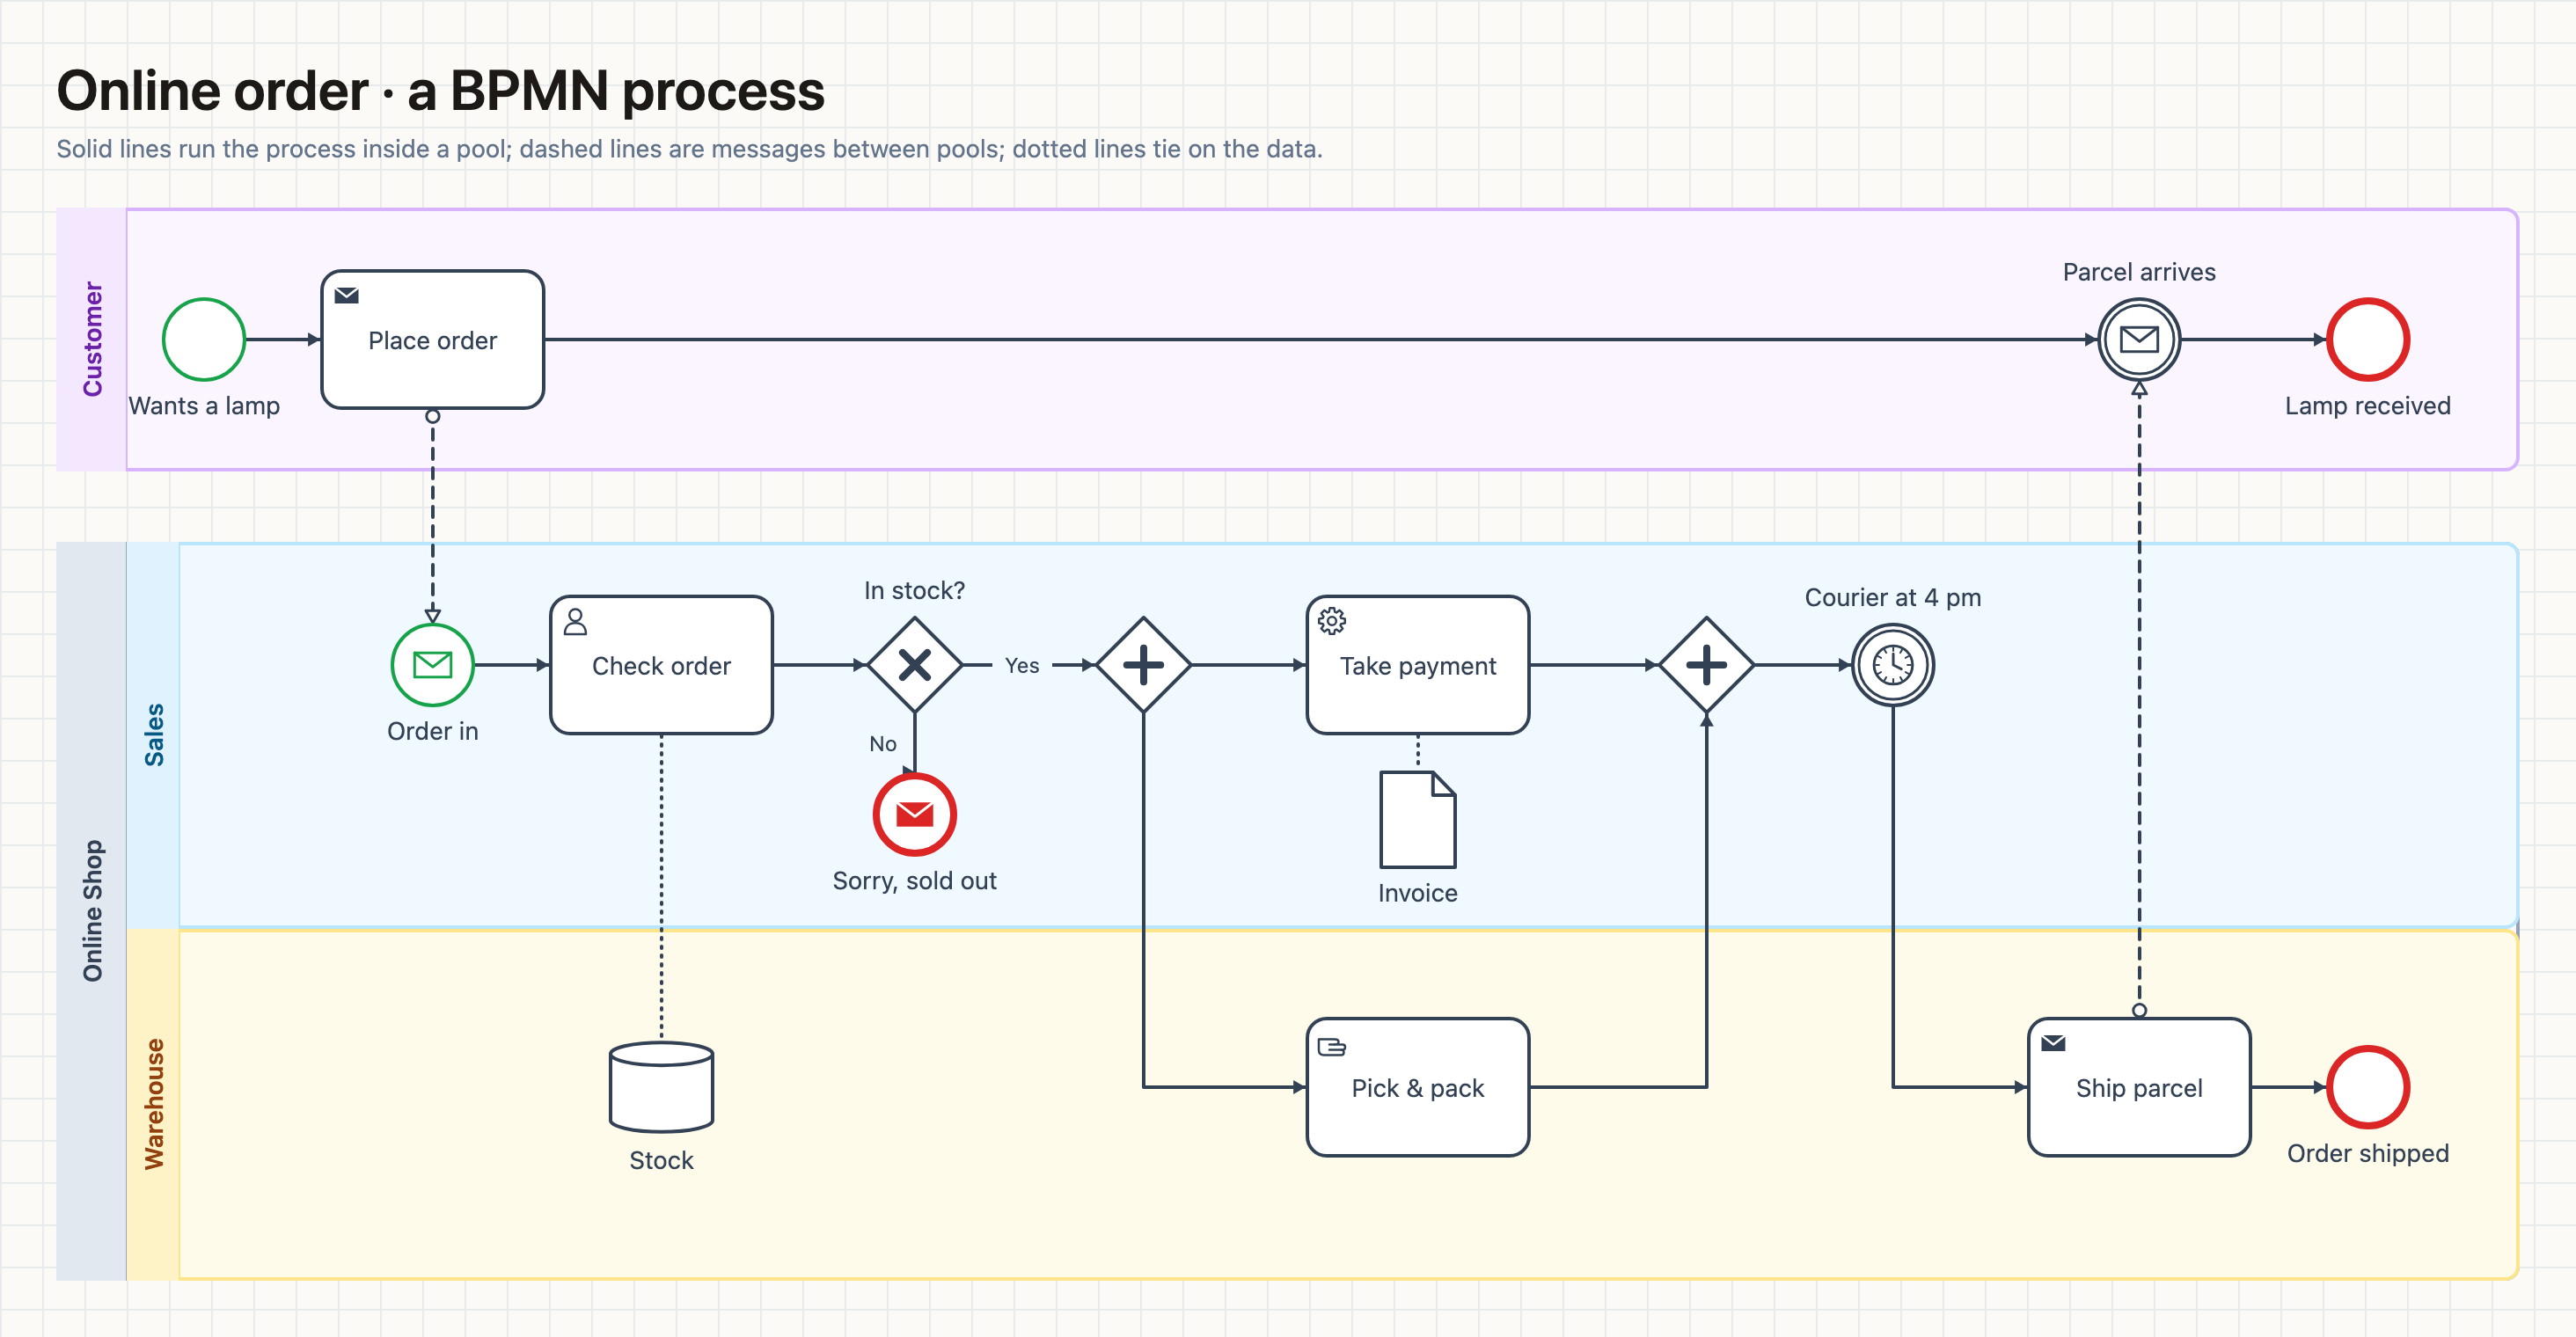 Online order · a BPMN process
Solid lines run the process inside a pool; dashed lines are messages between pools; dotted lines tie on the data.
Customer
Wants a lamp
Place order
Parcel arrives
Lamp received
Online Shop
Sales
Order in
Check order
In stock?
Yes
No
Sorry, sold out
Take payment
Invoice
Courier at 4 pm
Warehouse
Stock
Pick & pack
Ship parcel
Order shipped